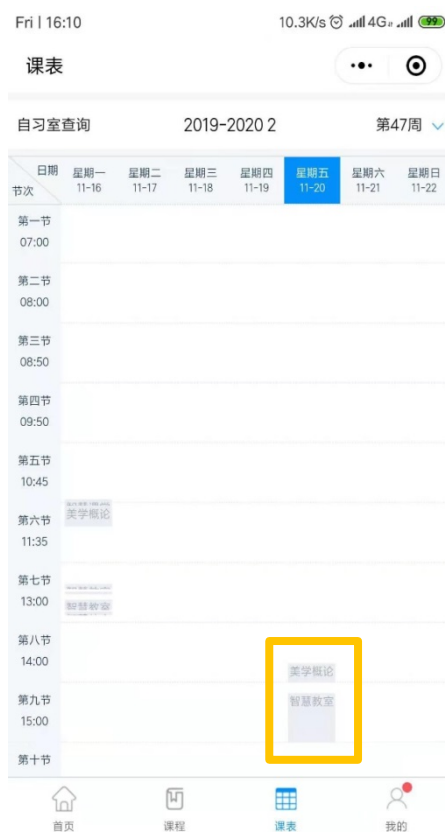 Fri | 16:10 10.3K/s 4G 99
课表
自习室查询 2019-2020 2 第47周
日期 星期一 星期二 星期三 星期四 星期五 星期六 星期日
节次 11-16 11-17 11-18 11-19 11-20 11-21 11-22
第一节
07:00
第二节
08:00
第三节
08:50
第四节
09:50
第五节
10:45
美学概论
第六节
11:35
第七节
13:00 智慧教室
第八节
14:00
美学概论
第九节 智慧教室
15:00
第十节
首页 课程 课表 我的